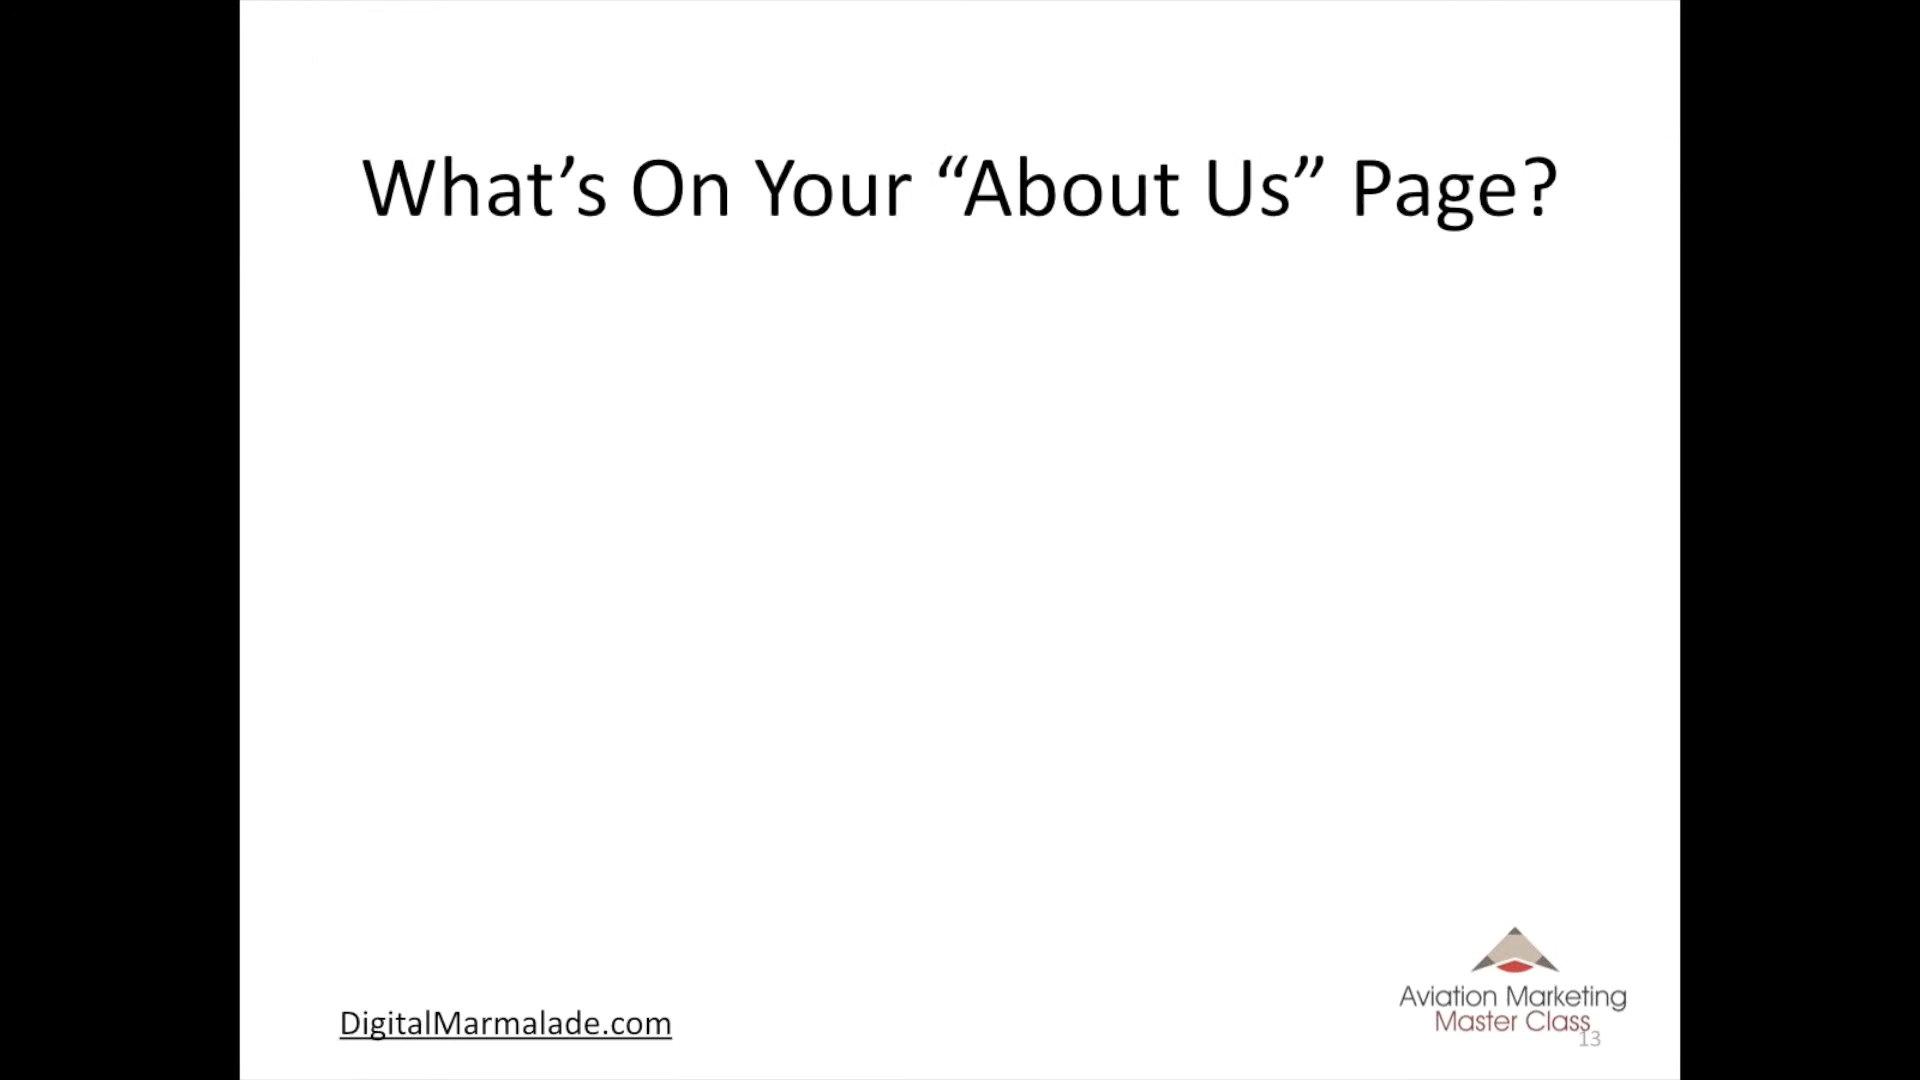 What’s On Your “About Us” Page?
DigitalMarmalade.com
Aviation Marketing
Master Class
13